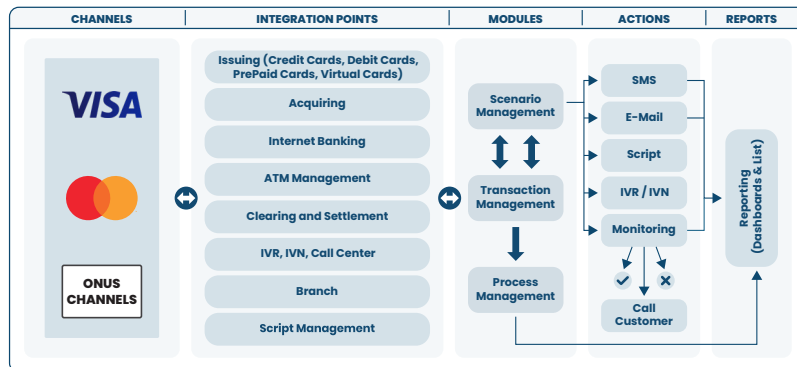 CHANNELS
INTEGRATION POINTS
MODULES
ACTIONS
REPORTS
VISA
ONUS
CHANNELS
Issuing (Credit Cards, Debit Cards,
PrePaid Cards, Virtual Cards)
Acquiring
Internet Banking
ATM Management
Clearing and Settlement
IVR, IVN, Call Center
Branch
Script Management
Scenario
Management
Transaction
Management
Process
Management
SMS
E-Mail
Script
IVR / IVN
Monitoring
Call
Customer
Reporting
(Dashboards & List)